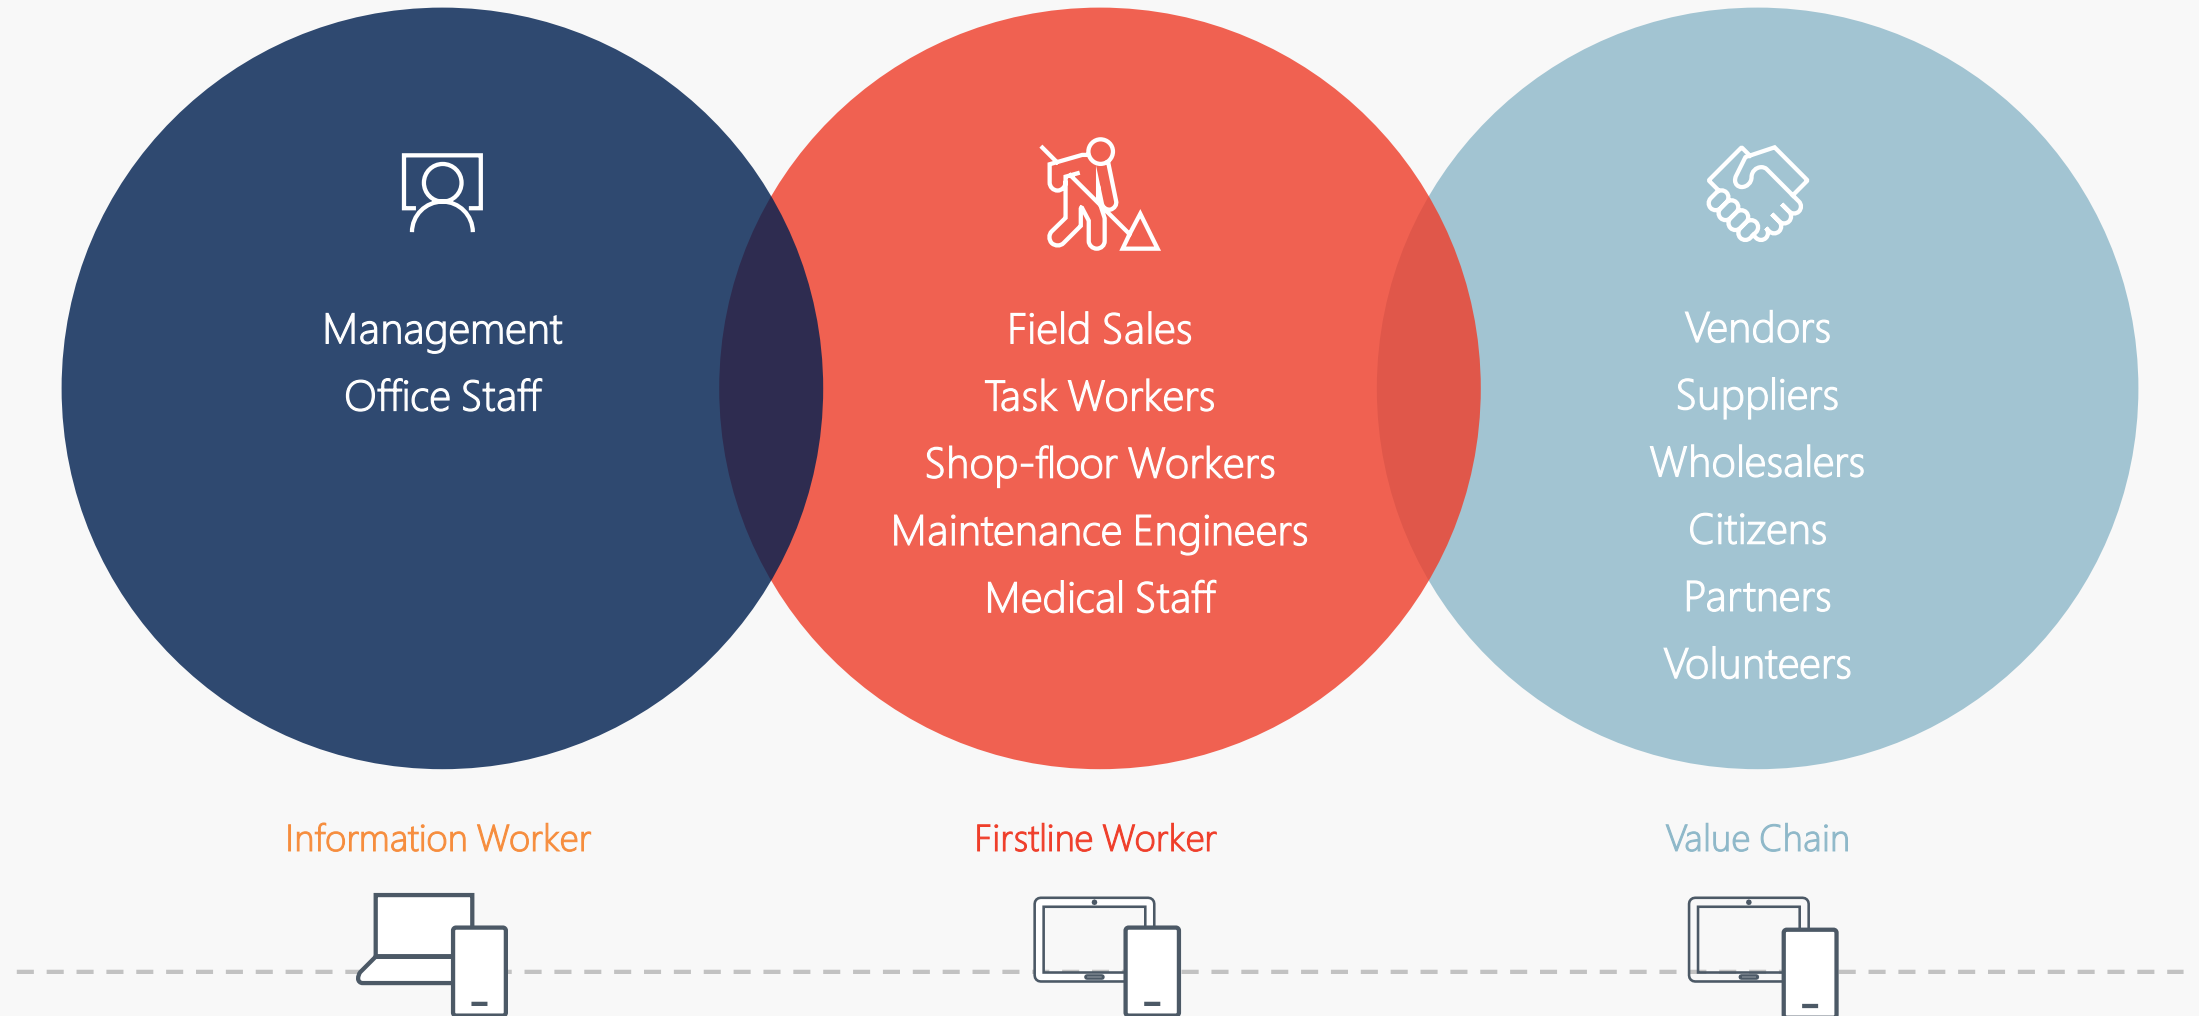 Management
Office Staff
Field Sales
Task Workers
Shop-floor Workers
Maintenance Engineers
Medical Staff
Vendors
Suppliers
Wholesalers
Citizens
Partners
Volunteers
Information Worker
Firstline Worker
Value Chain